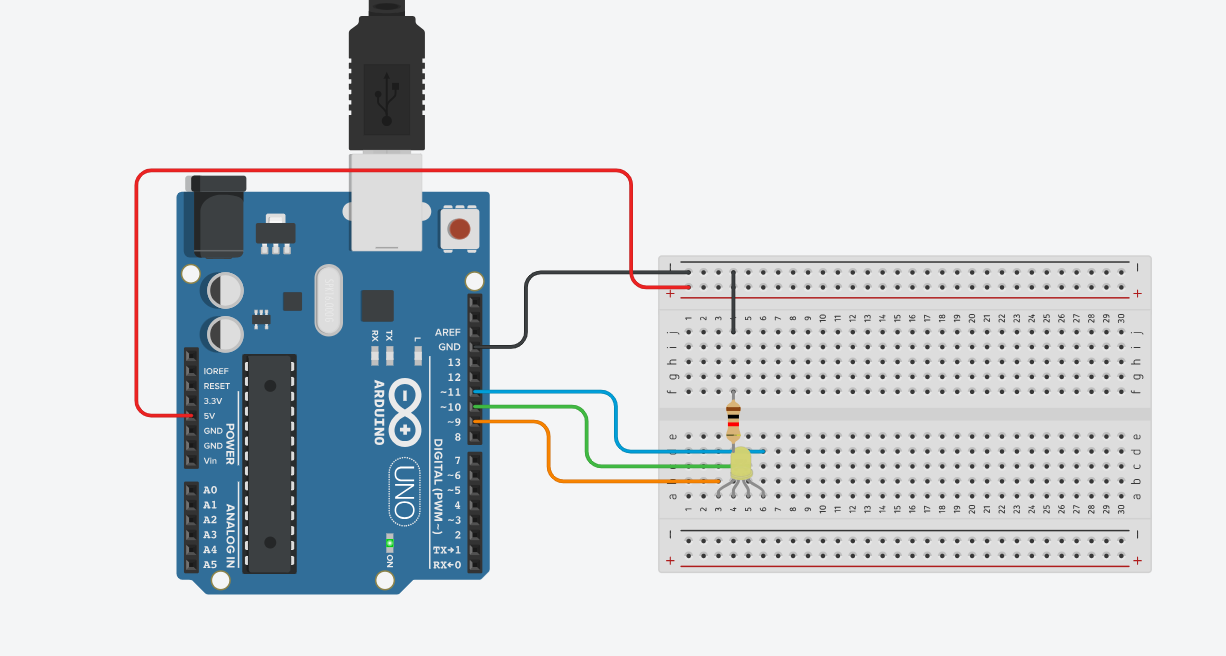 AREF
GND
13
12
~11
~10
~9
8
7
~6
~5
4
~3
2
TX→1
RX←0
DIGITAL (PWM~)
RX
TX
L
ARDUINO
UNO
ON
IOREF
RESET
3.3V
5V
GND
GND
Vin
POWER
A0
A1
A2
A3
A4
A5
ANALOG IN
− −
+ +
1 2 3 4 5 6 7 8 9 10 11 12 13 14 15 16 17 18 19 20 21 22 23 24 25 26 27 28 29 30
j j
i i
h h
g g
f f
e e
d
c c
b b
a a
1 2 3 4 5 6 7 8 9 10 11 12 13 14 15 16 17 18 19 20 21 22 23 24 25 26 27 28 29 30
− −
+ +